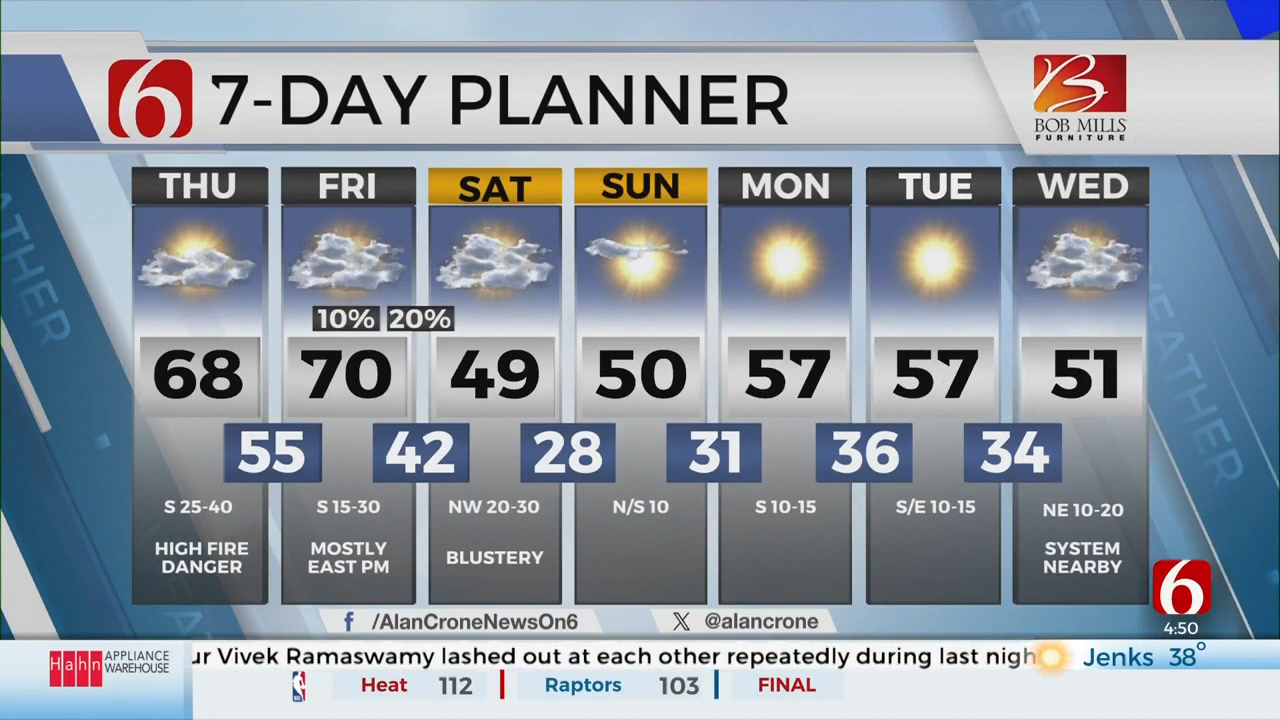 6 7-DAY PLANNER
BOB MILLS
FURNITURE
THU FRI SAT SUN MON TUE WED
10% 20%
68 70 49 50 57 57 51
55 42 28 31 36 34
S 25-40 S 15-30 NW 20-30 N/S 10 S 10-15 S/E 10-15 NE 10-20
HIGH FIRE
DANGER
MOSTLY
EAST PM
BLUSTERY
SYSTEM
NEARBY
/AlanCroneNewsOn6 @alancrone
6
4:50
Hahn APPLIANCE
WAREHOUSE
Vivek Ramaswamy lashed out at each other repeatedly during last nigh
Jenks 38°
Heat 112 Raptors 103 FINAL